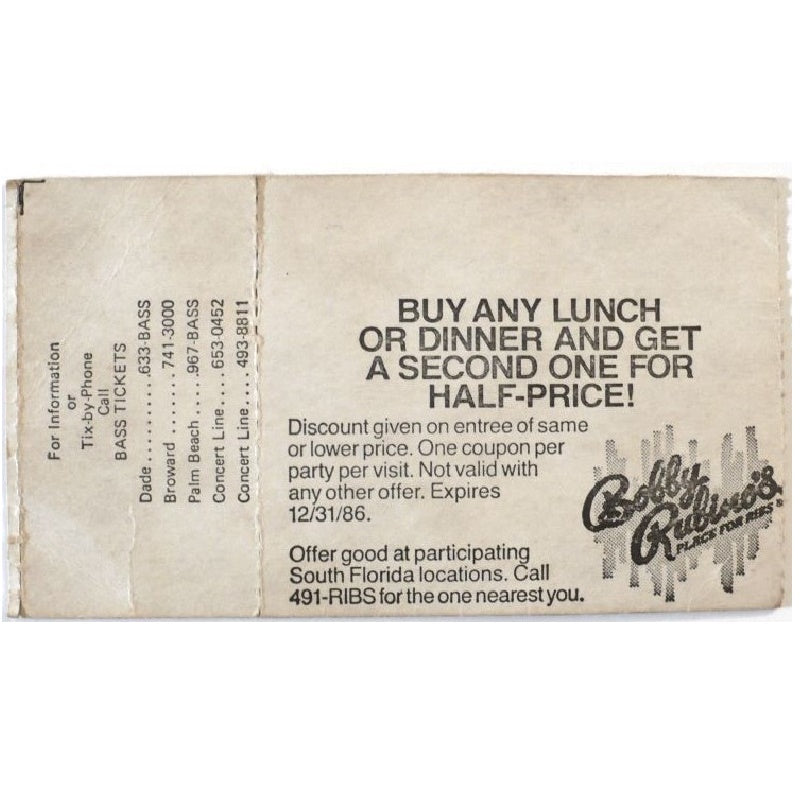 For Information
or
Tix-by-Phone
Call
BASS TICKETS
Dade ..........633-BASS
Broward .......741-3000
Palm Beach .....967-BASS
Concert Line....653-0452
Concert Line....493-8811
BUY ANY LUNCH
OR DINNER AND GET
A SECOND ONE FOR
HALF-PRICE!
Discount given on entree of same
or lower price. One coupon per
party per visit. Not valid with
any other offer. Expires
12/31/86.
Offer good at participating
South Florida locations. Call
491-RIBS for the one nearest you.
Bobby
Rubino's
PLACE FOR RIBS®